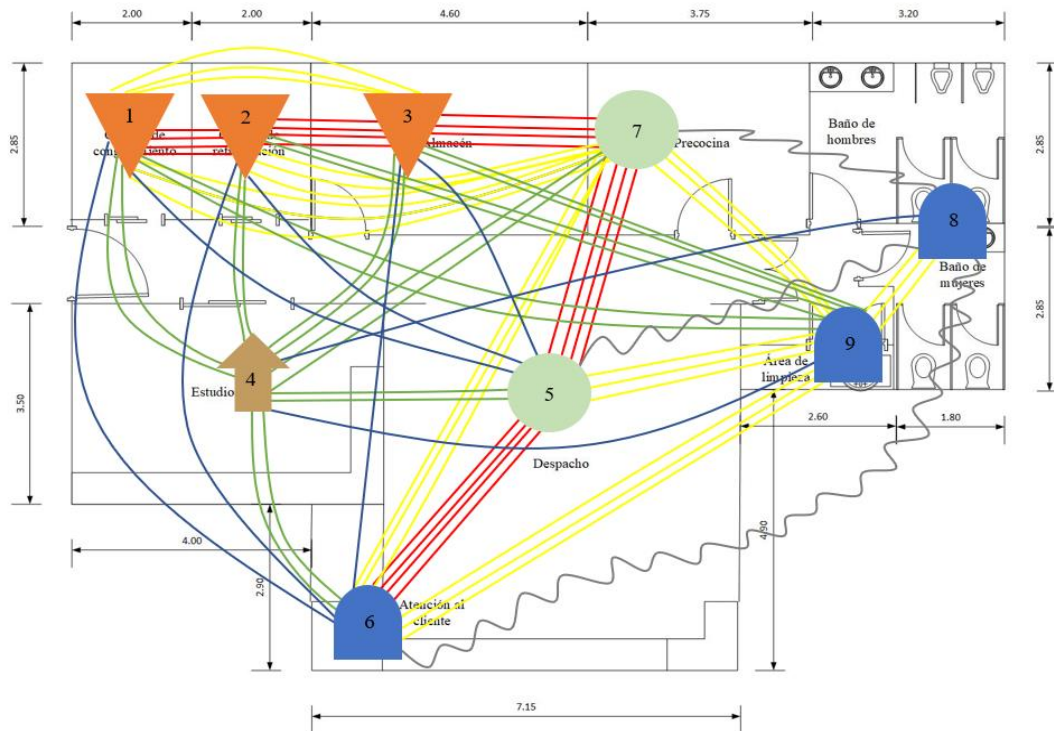 2.00
2.00
4.60
3.75
3.20
2.85
2.85
2.85
3.50
1
2
3
7
Almacén
Precocina
Baño de
hombres
8
Baño de
mujeres
9
Área de
limpieza
4
Estudio
5
Despacho
2.60
1.80
4.00
2.90
4.90
6
Atención al
cliente
7.15